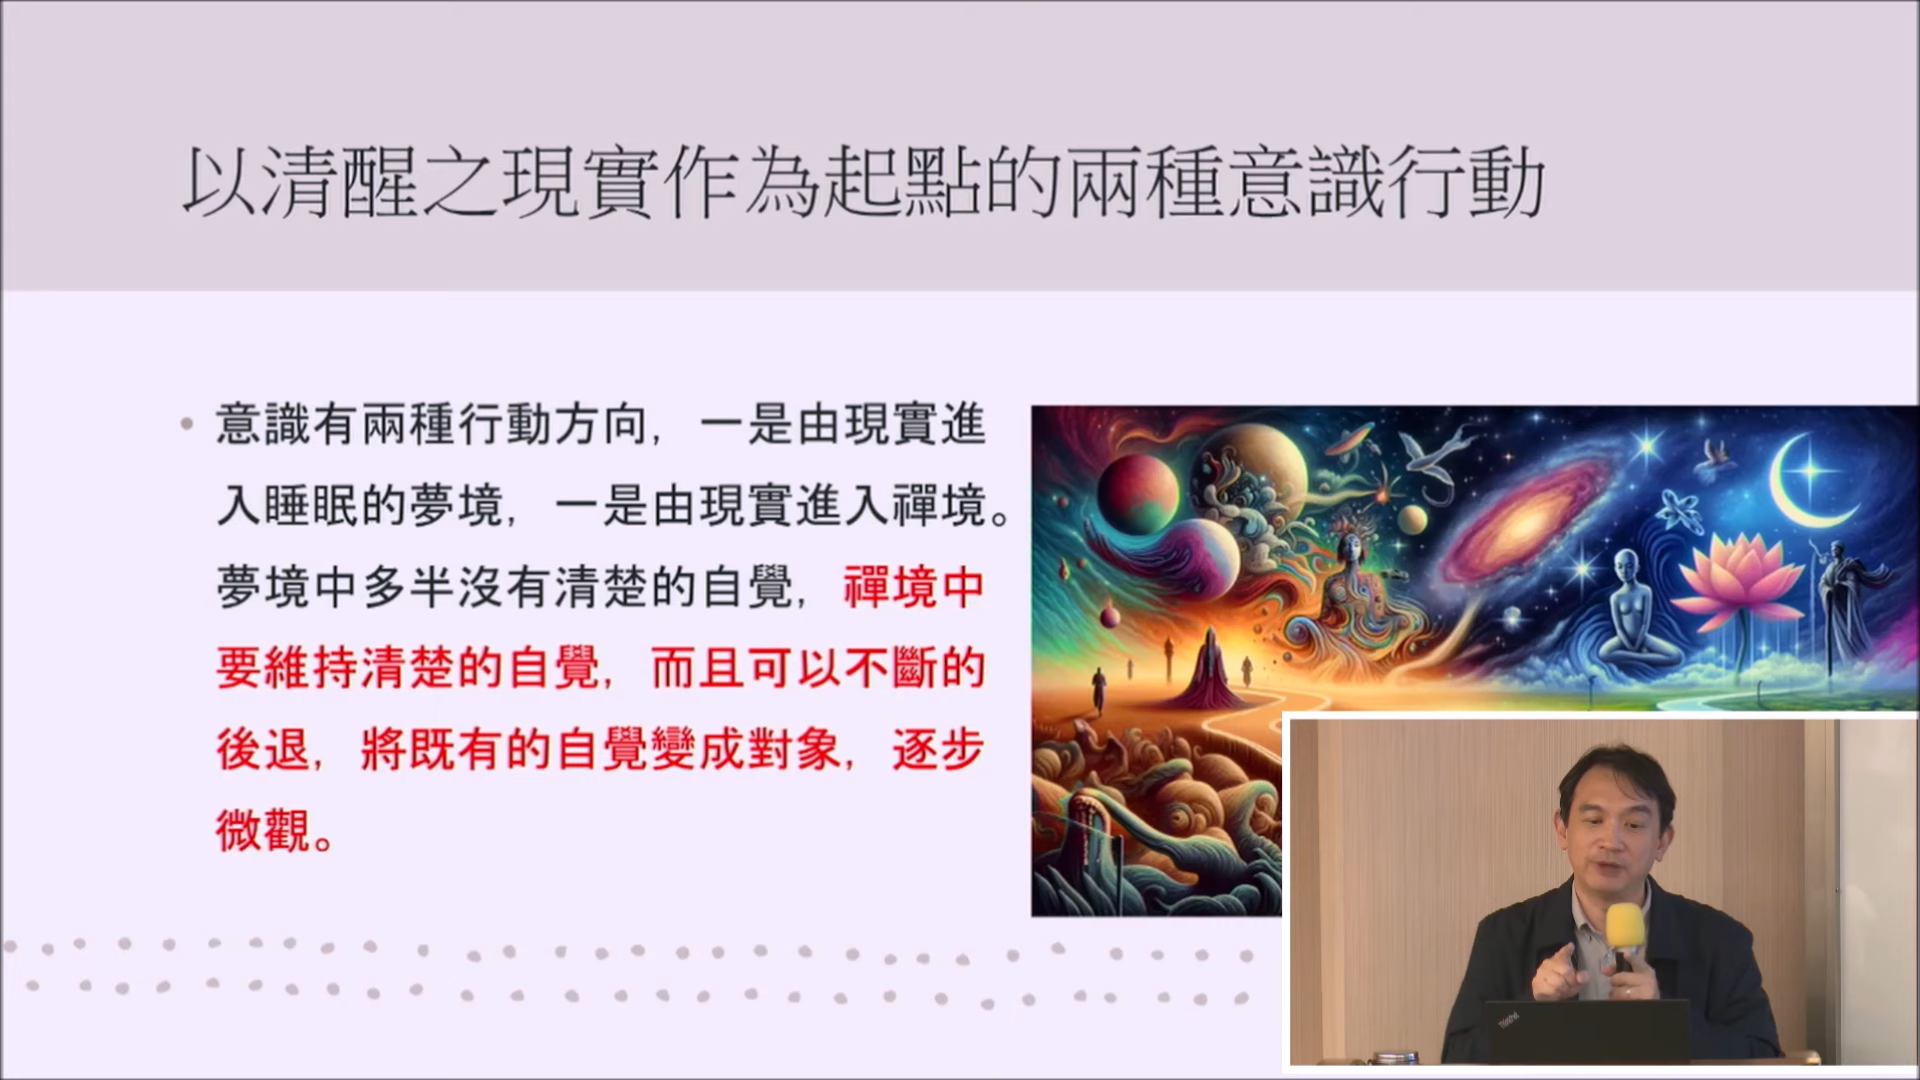 以清醒之現實作為起點的兩種意識行動
• 意識有兩種行動方向，一是由現實進
入睡眠的夢境，一是由現實進入禪境。
夢境中多半沒有清楚的自覺，禪境中
要維持清楚的自覺，而且可以不斷的
後退，將既有的自覺變成對象，逐步
微觀。
ThinkPad